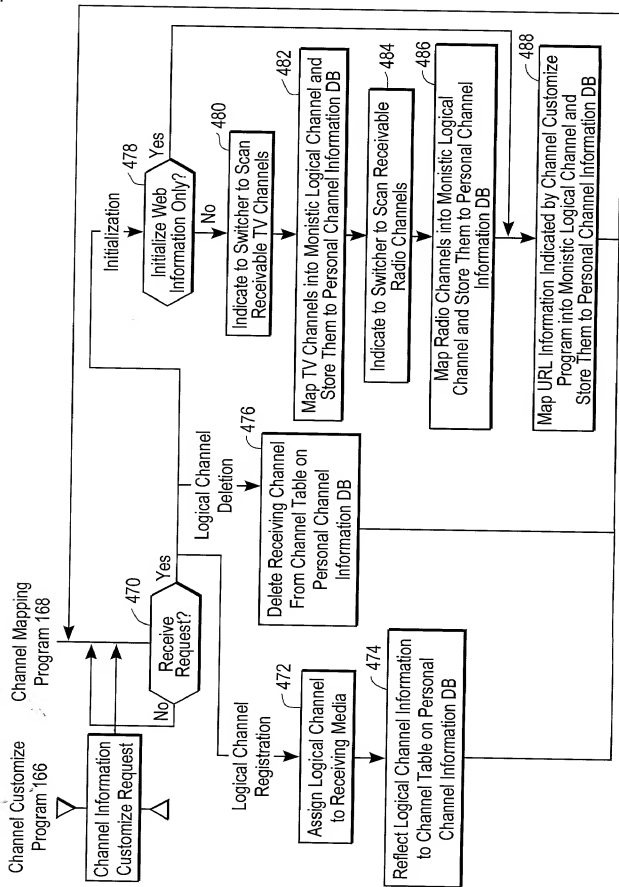 Channel Customize
Program 166
Channel Mapping
Program 168
Channel Information
Customize Request
No
Receive
Request?
470
Yes
Logical Channel
Registration
472
Assign Logical Channel
to Receiving Media
474
Reflect Logical Channel Information
to Channel Table on Personal
Channel Information DB
Logical Channel
Deletion
476
Delete Receiving Channel
From Channel Table on
Personal Channel
Information DB
Initialization
478
Initialize Web
Information Only?
Yes
No
480
Indicate to Switcher to Scan
Receivable TV Channels
482
Map TV Channels into Monistic Logical Channel and
Store Them to Personal Channel Information DB
484
Indicate to Switcher to Scan Receivable
Radio Channels
486
Map Radio Channels into Monistic Logical
Channel and Store Them to Personal Channel
Information DB
488
Map URL Information Indicated by Channel Customize
Program into Monistic Logical Channel and
Store Them to Personal Channel Information DB